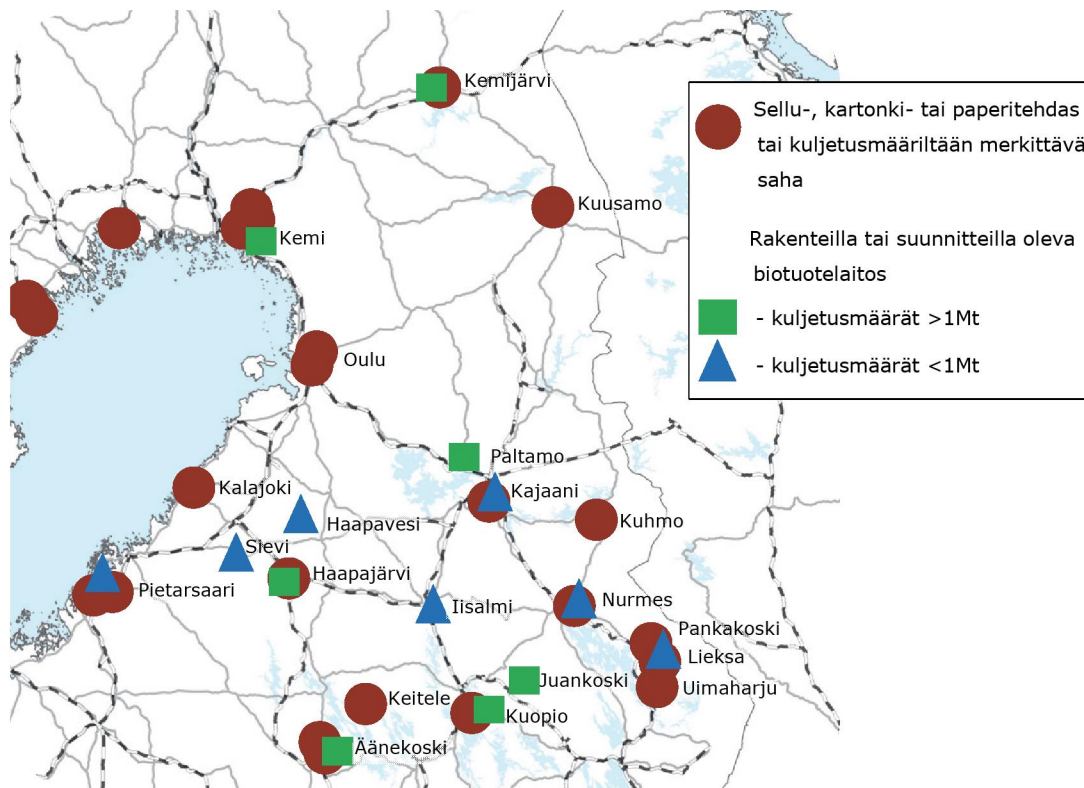 Kemijärvi
Sellu-, kartonki- tai paperitehdas
tai kuljetusmääriltään merkittävä
saha
Kuusamo
Kemi
Rakenteilla tai suunnitteilla oleva
biotuotelaitos
- kuljetusmäärät >1Mt
Oulu
- kuljetusmäärät <1Mt
Paltamo
Kalajoki
Kajaani
Haapavesi
Kuhmo
Sievi
Haapajärvi
Pietarsaari
Iisalmi
Nurmes
Pankakoski
Lieksa
Juankoski
Uimaharju
Keitele
Kuopio
Äänekoski